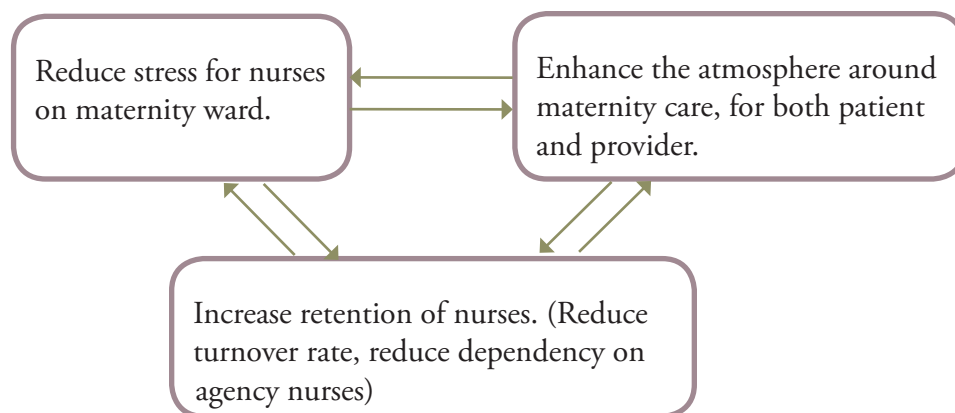 Reduce stress for nurses
on maternity ward.
Enhance the atmosphere around
maternity care, for both patient
and provider.
Increase retention of nurses. (Reduce
turnover rate, reduce dependency on
agency nurses)